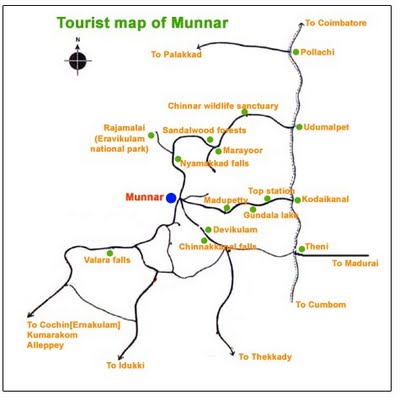 Tourist map of Munnar
To Coimbatore
To Palakkad
Pollachi
Chinnar wildlife sanctuary
Rajamalai
(Eravikulam
national park)
Sandalwood forests
Udumalpet
Marayoor
Nyamakkad falls
Munnar
Madupetty
Top station
Kodaikanal
Gundala lake
Devikulam
Chinnakkanal falls
Theni
Valara falls
To Madurai
To Cumbom
To Cochin[Ernakulam]
Kumarakom
Alleppey
To Idukki
To Thekkady